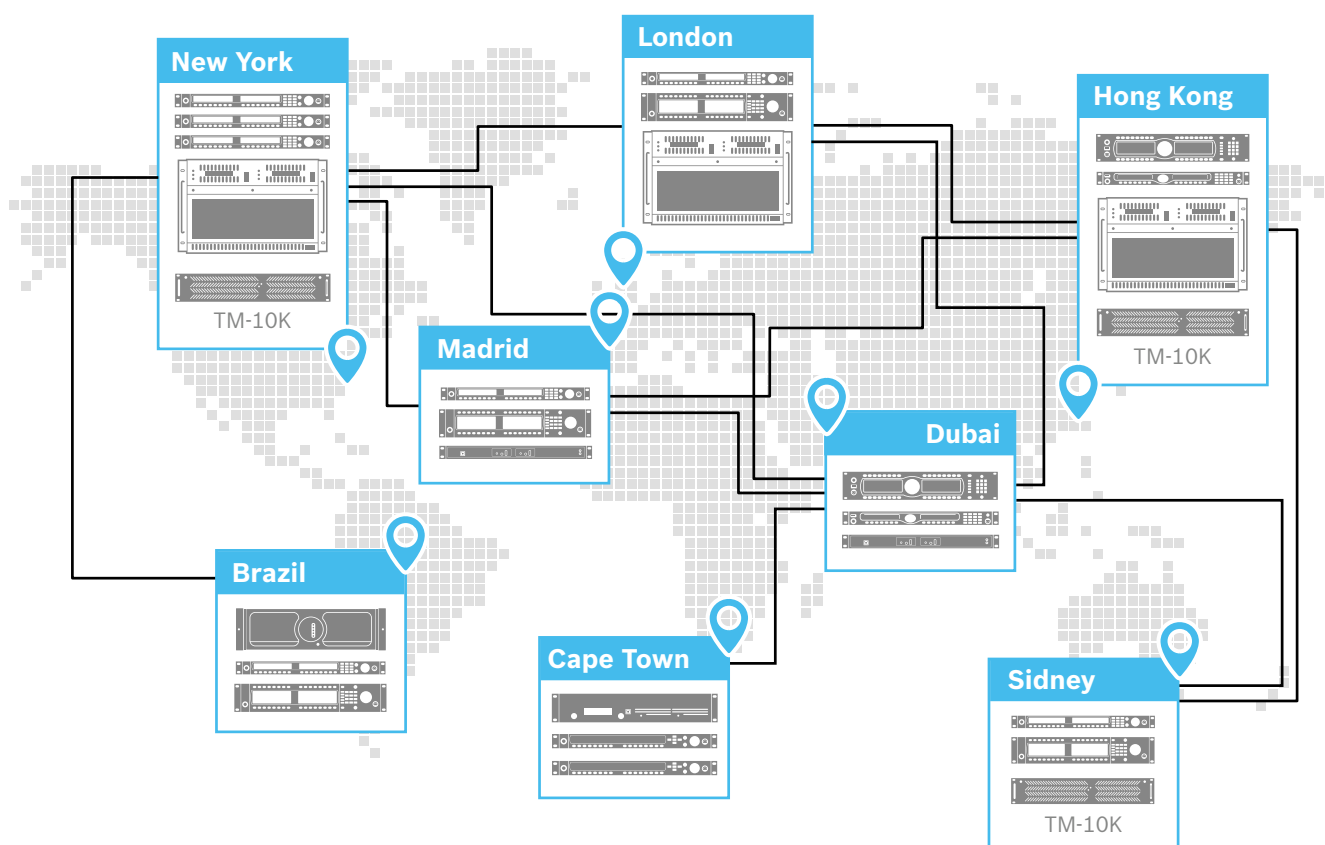 New York
TM-10K
London
Hong Kong
TM-10K
Madrid
Dubai
Brazil
Cape Town
Sidney
TM-10K